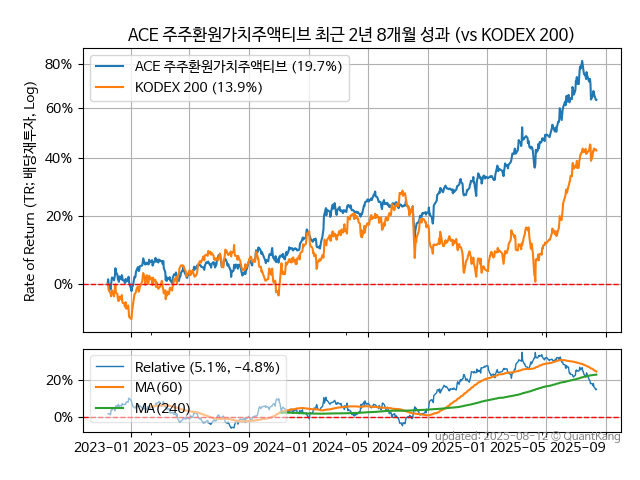 ACE 주주환원가치주액티브 최근 2년 8개월 성과 (vs KODEX 200)
Rate of Return (TR: 배당재투자, Log)
80%
60%
40%
20%
0%
ACE 주주환원가치주액티브 (19.7%)
KODEX 200 (13.9%)
20%
0%
Relative (5.1%, -4.8%)
MA(60)
MA(240)
2023-01 2023-05 2023-09 2024-01 2024-05 2024-09 2025-01 2025-05 2025-09
updated: 2025-08-12 © QuantKang